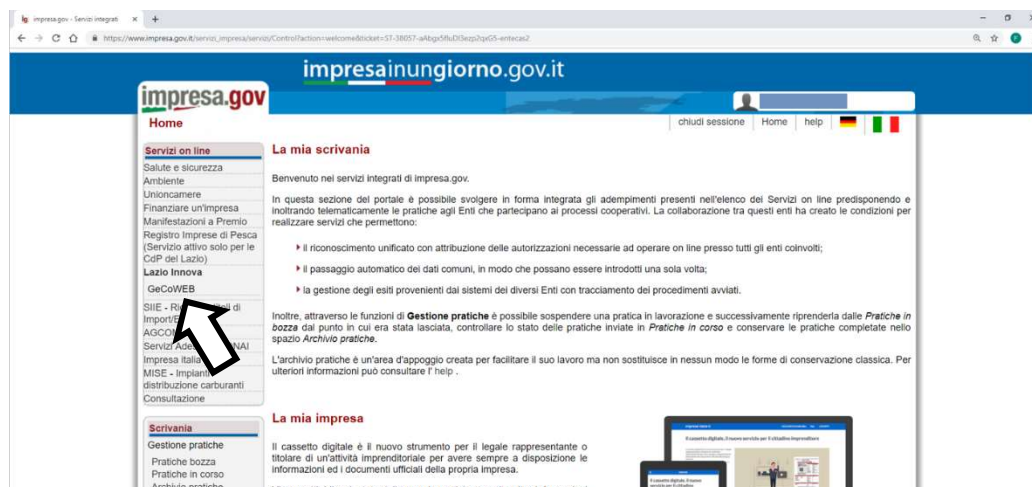 impresa.gov - Servizi integrati
https://www.impresa.gov.it/servizi_impresa/servizi/Control?action=welcome&ticket=
impresainungiorno.gov.it
impresa.gov
Home
chiudi sessione Home help
Servizi on line
Salute e sicurezza
Ambiente
Unioncamere
Finanziare un'impresa
Manifestazioni a Premio
Registro Imprese di Pesca
(Servizio attivo solo per le
CdP del Lazio)
Lazio Innova
GeCoWEB
SIIE - di
Servizi
Impresa
MISE - Impianti
distribuzione carburanti
Consultazione
Scrivania
Gestione pratiche
Pratiche bozza
Pratiche in corso
Archivio pratiche
La mia scrivania
Benvenuto nei servizi integrati di impresa.gov.
In questa sezione del portale è possibile svolgere in forma integrata gli adempimenti presenti nell'elenco dei Servizi on line predisponendo e
inoltrando telematicamente le pratiche agli Enti che partecipano ai processi cooperativi. La collaborazione tra questi enti ha creato le condizioni per
realizzare servizi che permettono:
il riconoscimento unificato con attribuzione delle autorizzazioni necessarie ad operare on line presso tutti gli enti coinvolti;
il passaggio automatico dei dati comuni, in modo che possano essere introdotti una sola volta;
la gestione degli esiti provenienti dai sistemi dei diversi Enti con tracciamento dei procedimenti avviati.
Inoltre, attraverso le funzioni di Gestione pratiche è possibile sospendere una pratica in lavorazione e successivamente riprenderla dalle Pratiche in
bozza dal punto in cui era stata lasciata, controllare lo stato delle pratiche inviate in Pratiche in corso e conservare le pratiche completate nello
spazio Archivio pratiche.
L'archivio pratiche è un'area d'appoggio creata per facilitare il suo lavoro ma non sostituisce in nessun modo le forme di conservazione classica. Per
ulteriori informazioni può consultare l' help .
La mia impresa
Il cassetto digitale è il nuovo strumento per il legale rappresentante o
titolare di un'attività imprenditoriale per avere sempre a disposizione le
informazioni ed i documenti ufficiali della propria impresa.
Il cassetto digitale, il nuovo servizio per il cittadino imprenditore